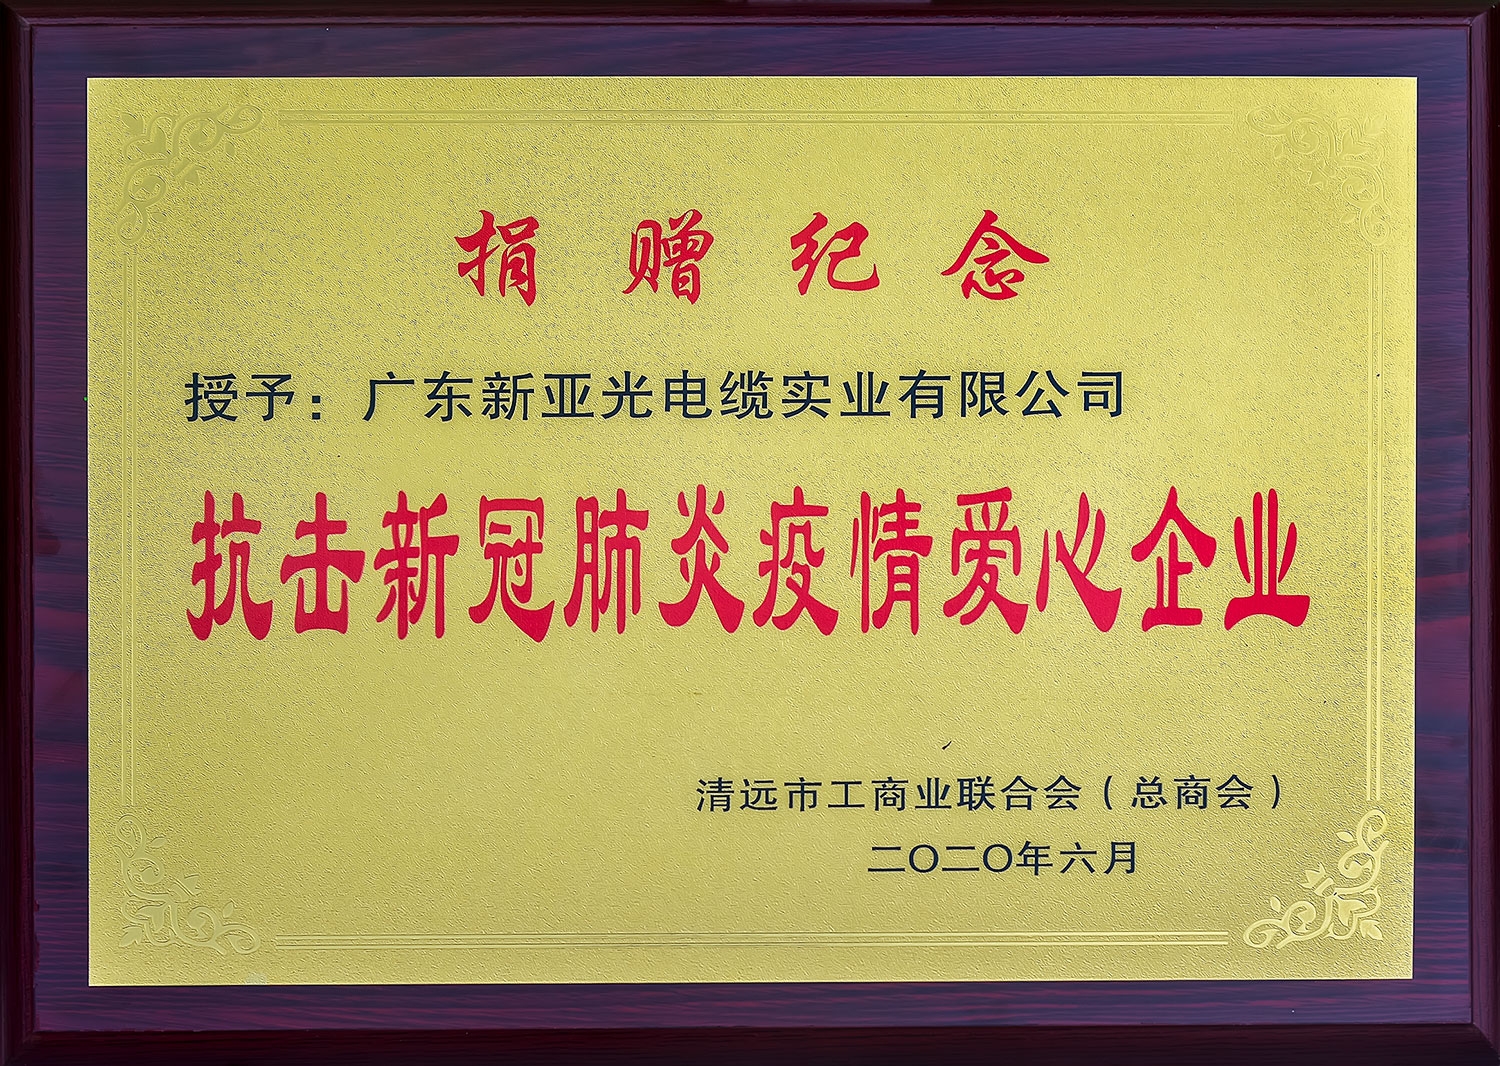 捐赠纪念
授予：广东新亚光电缆实业有限公司
抗击新冠肺炎疫情爱心企业
清远市工商业联合会（总商会）
二〇二〇年六月